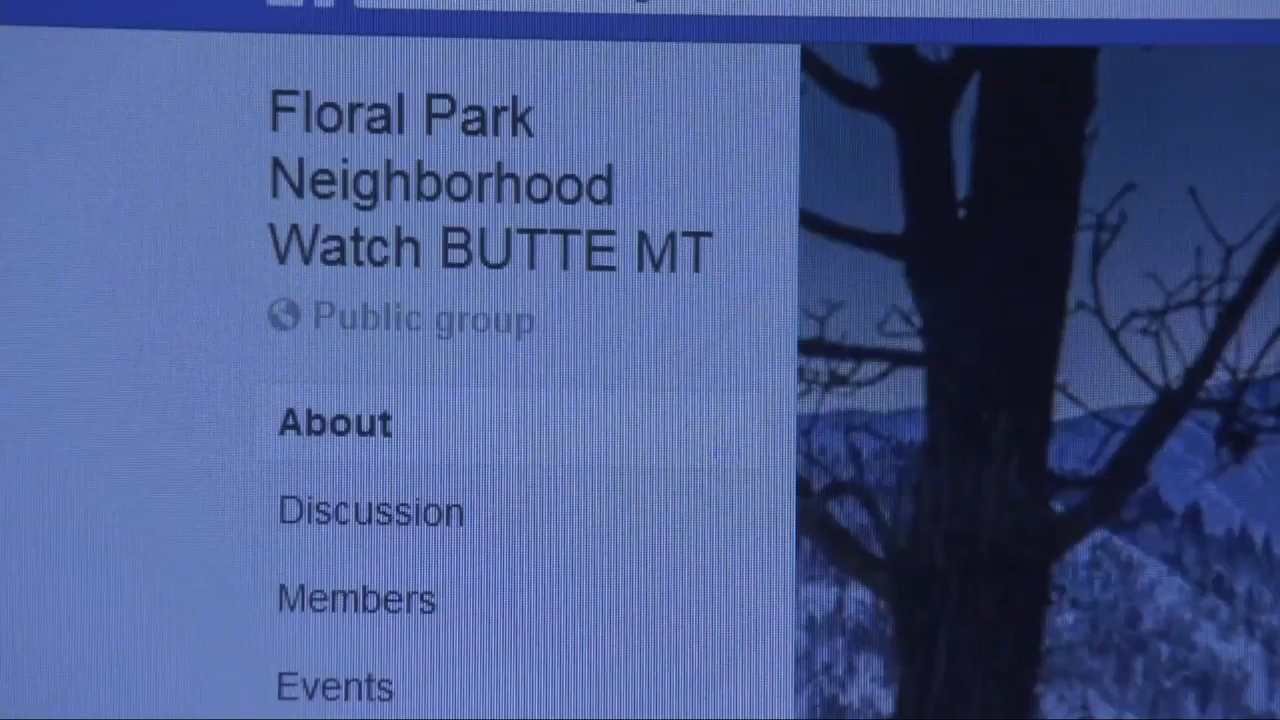 Floral Park
Neighborhood
Watch BUTTE MT
Public group
About
Discussion
Members
Events